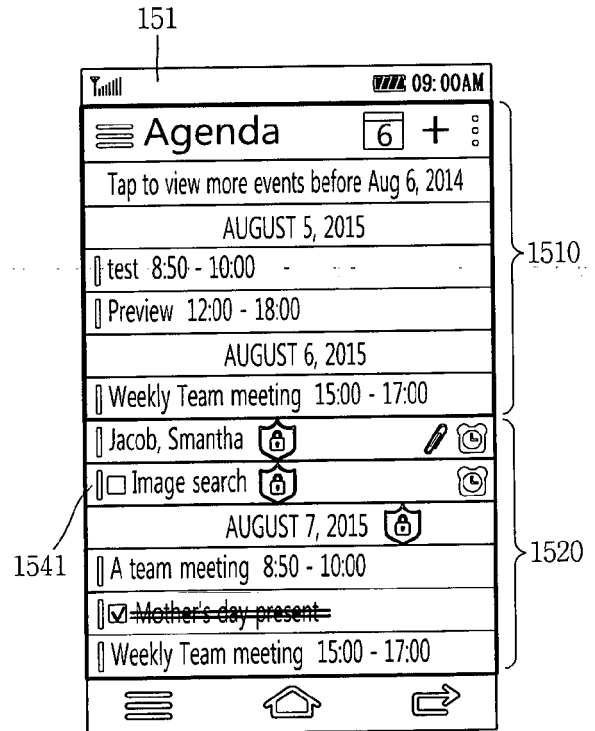 151
09:00AM
Agenda 6 +
Tap to view more events before Aug 6, 2014
AUGUST 5, 2015
1510
test 8:50 - 10:00
Preview 12:00 - 18:00
AUGUST 6, 2015
Weekly Team meeting 15:00 - 17:00
Jacob, Smantha
Image search
AUGUST 7, 2015
1541
1520
A team meeting 8:50 - 10:00
Mother's day present
Weekly Team meeting 15:00 - 17:00